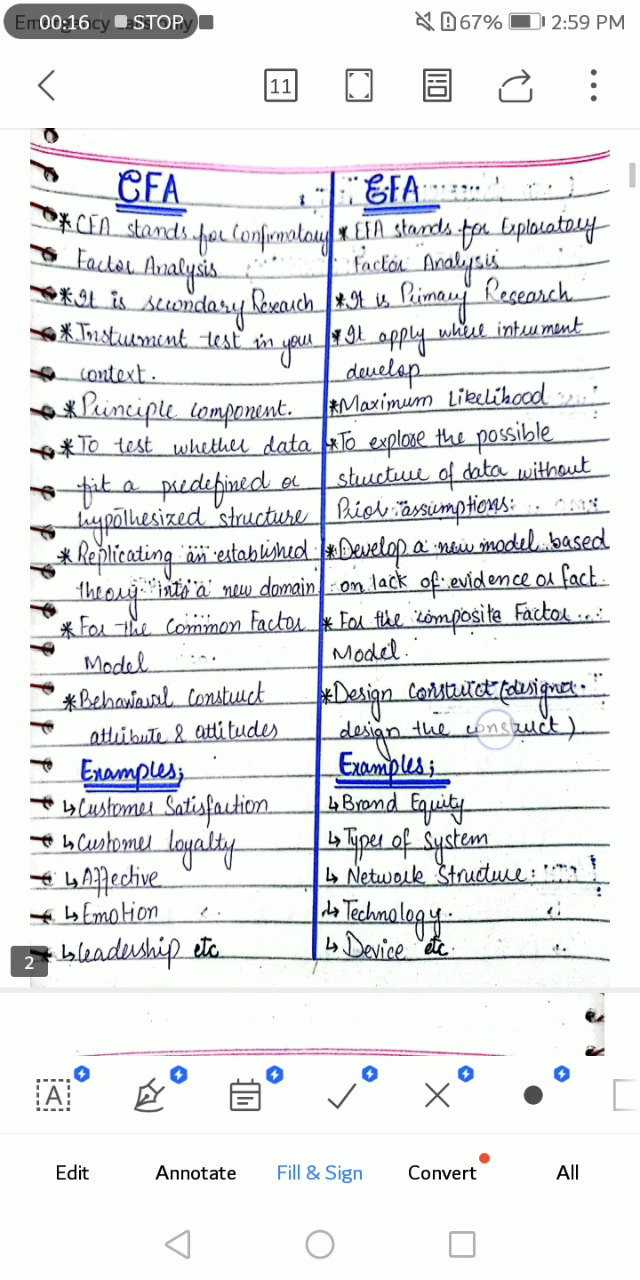 00:16 STOP
67% 2:59 PM
11
CFA
* CFA stands for Confirmatory
Factor Analysis
* It is secondary Research
* Instrument test in your
context.
* Principle component.
* To test whether data
fit a predefined or
hypothesized structure
* Replicating an established
theory into a new domain
* For the Common Factor
Model
* Behavioural Construct
attribute & attitudes
Examples;
↳ Customer Satisfaction
↳ Customer loyalty
↳ Affective
↳ Emotion
↳ Leadership etc
EFA
* EFA stands for Exploratory
Factor Analysis
* It is Primary Research
* It apply where intrument
develop
* Maximum Likelihood
* To explore the possible
structure of data without
Prior assumptions.
* Develop a new model based
on lack of evidence or fact.
* For the composite Factor
Model.
* Design construct (designer
design the construct)
Examples;
↳ Brand Equity
↳ Types of System
↳ Network Structure
↳ Technology.
↳ Device etc
2
A
Edit Annotate Fill & Sign Convert All